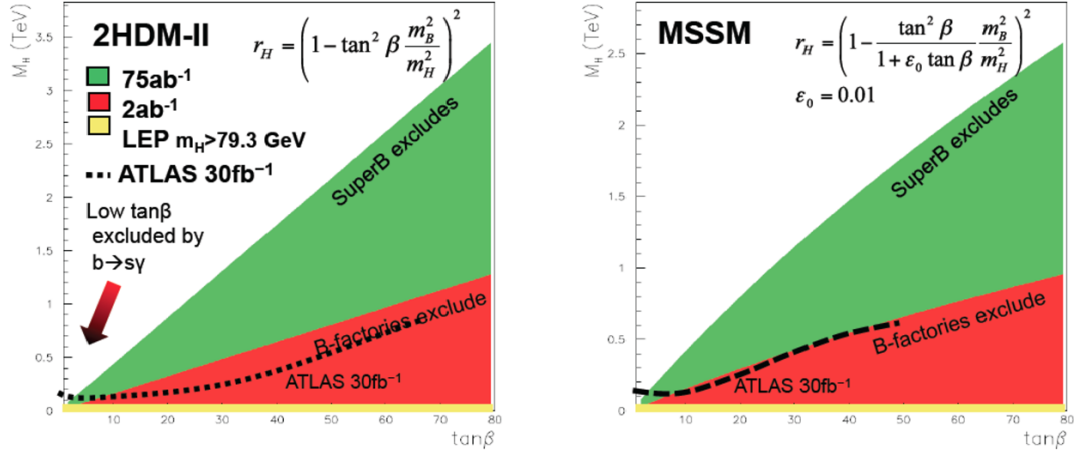 M_H (TeV)
3.5
3
2.5
2
1.5
1
0.5
0
2HDM-II
r_H = (1 − tan² β m_B²/m_H²)²
75ab⁻¹
2ab⁻¹
LEP m_H>79.3 GeV
ATLAS 30fb⁻¹
Low tanβ
excluded by
b→sγ
SuperB excludes
B-factories exclude
ATLAS 30fb⁻¹
10 20 30 40 50 60 70 80
tanβ
M_H (TeV)
2.5
2
1.5
1
0.5
0
MSSM
r_H = (1 − tan² β/(1 + ε₀ tan β) m_B²/m_H²)²
ε₀ = 0.01
SuperB excludes
B-factories exclude
ATLAS 30fb⁻¹
10 20 30 40 50 60 70 80
tanβ